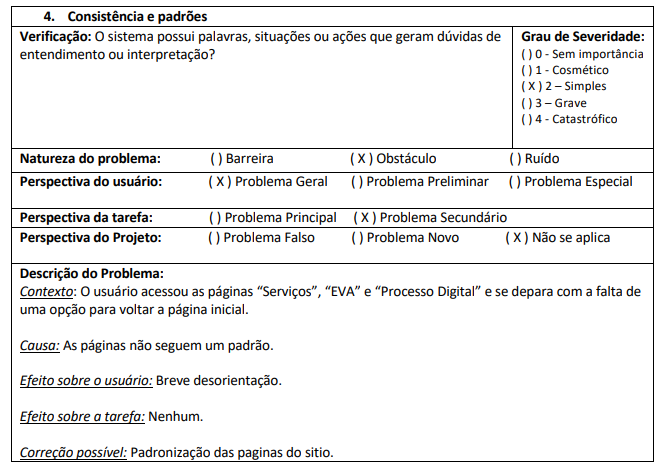 4. Consistência e padrões
Verificação: O sistema possui palavras, situações ou ações que geram dúvidas de
entendimento ou interpretação?
Grau de Severidade:
( ) 0 - Sem importância
( ) 1 - Cosmético
( X ) 2 – Simples
( ) 3 – Grave
( ) 4 - Catastrófico
Natureza do problema: ( ) Barreira ( X ) Obstáculo ( ) Ruído
Perspectiva do usuário: ( X ) Problema Geral ( ) Problema Preliminar ( ) Problema Especial
Perspectiva da tarefa: ( ) Problema Principal ( X ) Problema Secundário
Perspectiva do Projeto: ( ) Problema Falso ( ) Problema Novo ( X ) Não se aplica
Descrição do Problema:
Contexto: O usuário acessou as páginas “Serviços”, “EVA” e “Processo Digital” e se depara com a falta de
uma opção para voltar a página inicial.
Causa: As páginas não seguem um padrão.
Efeito sobre o usuário: Breve desorientação.
Efeito sobre a tarefa: Nenhum.
Correção possível: Padronização das paginas do sitio.